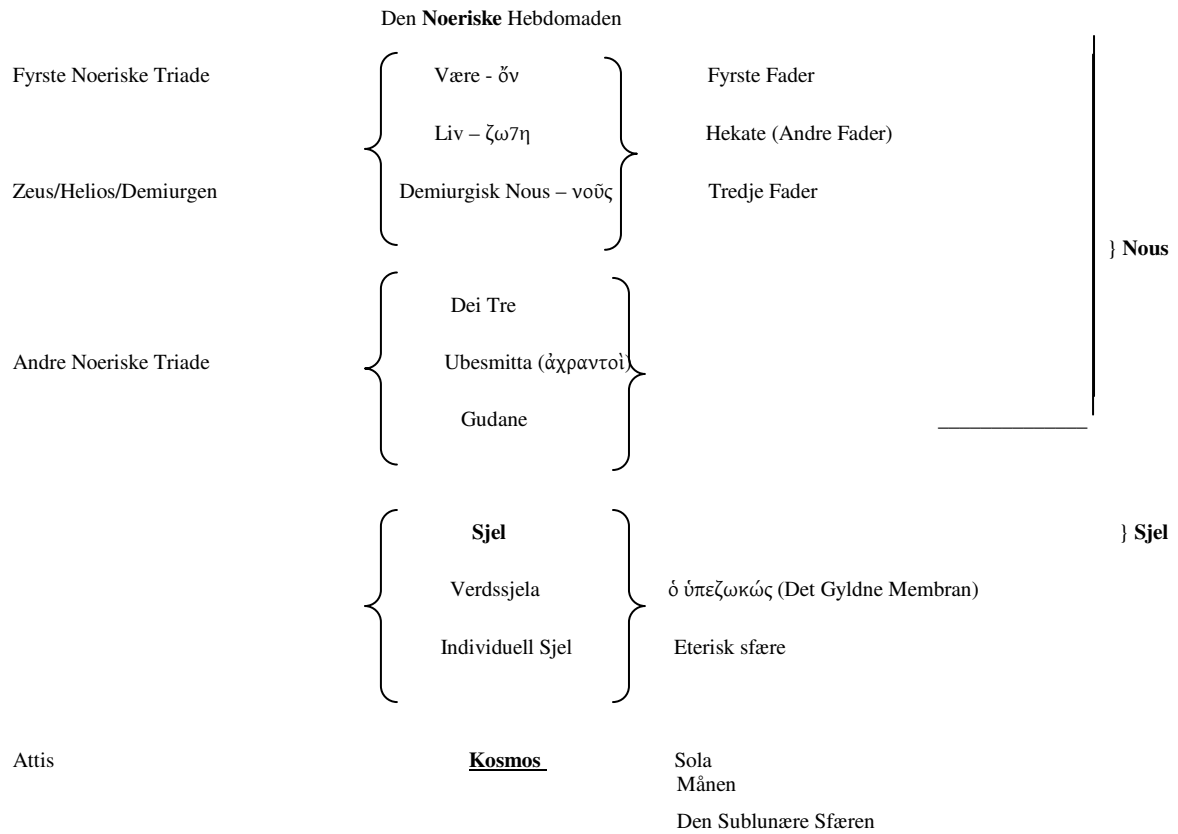 Den Noeriske Hebdomaden
Fyrste Noeriske Triade Være - ὄν Fyrste Fader
Liv – ζω7η Hekate (Andre Fader)
Zeus/Helios/Demiurgen Demiurgisk Nous – νοῦς Tredje Fader
} Nous
Dei Tre
Andre Noeriske Triade Ubesmitta (ἀχραντοὶ)
Gudane
Sjel } Sjel
Verdssjela ὁ ὑπεζωκώς (Det Gyldne Membran)
Individuell Sjel Eterisk sfære
Attis Kosmos Sola
Månen
Den Sublunære Sfæren